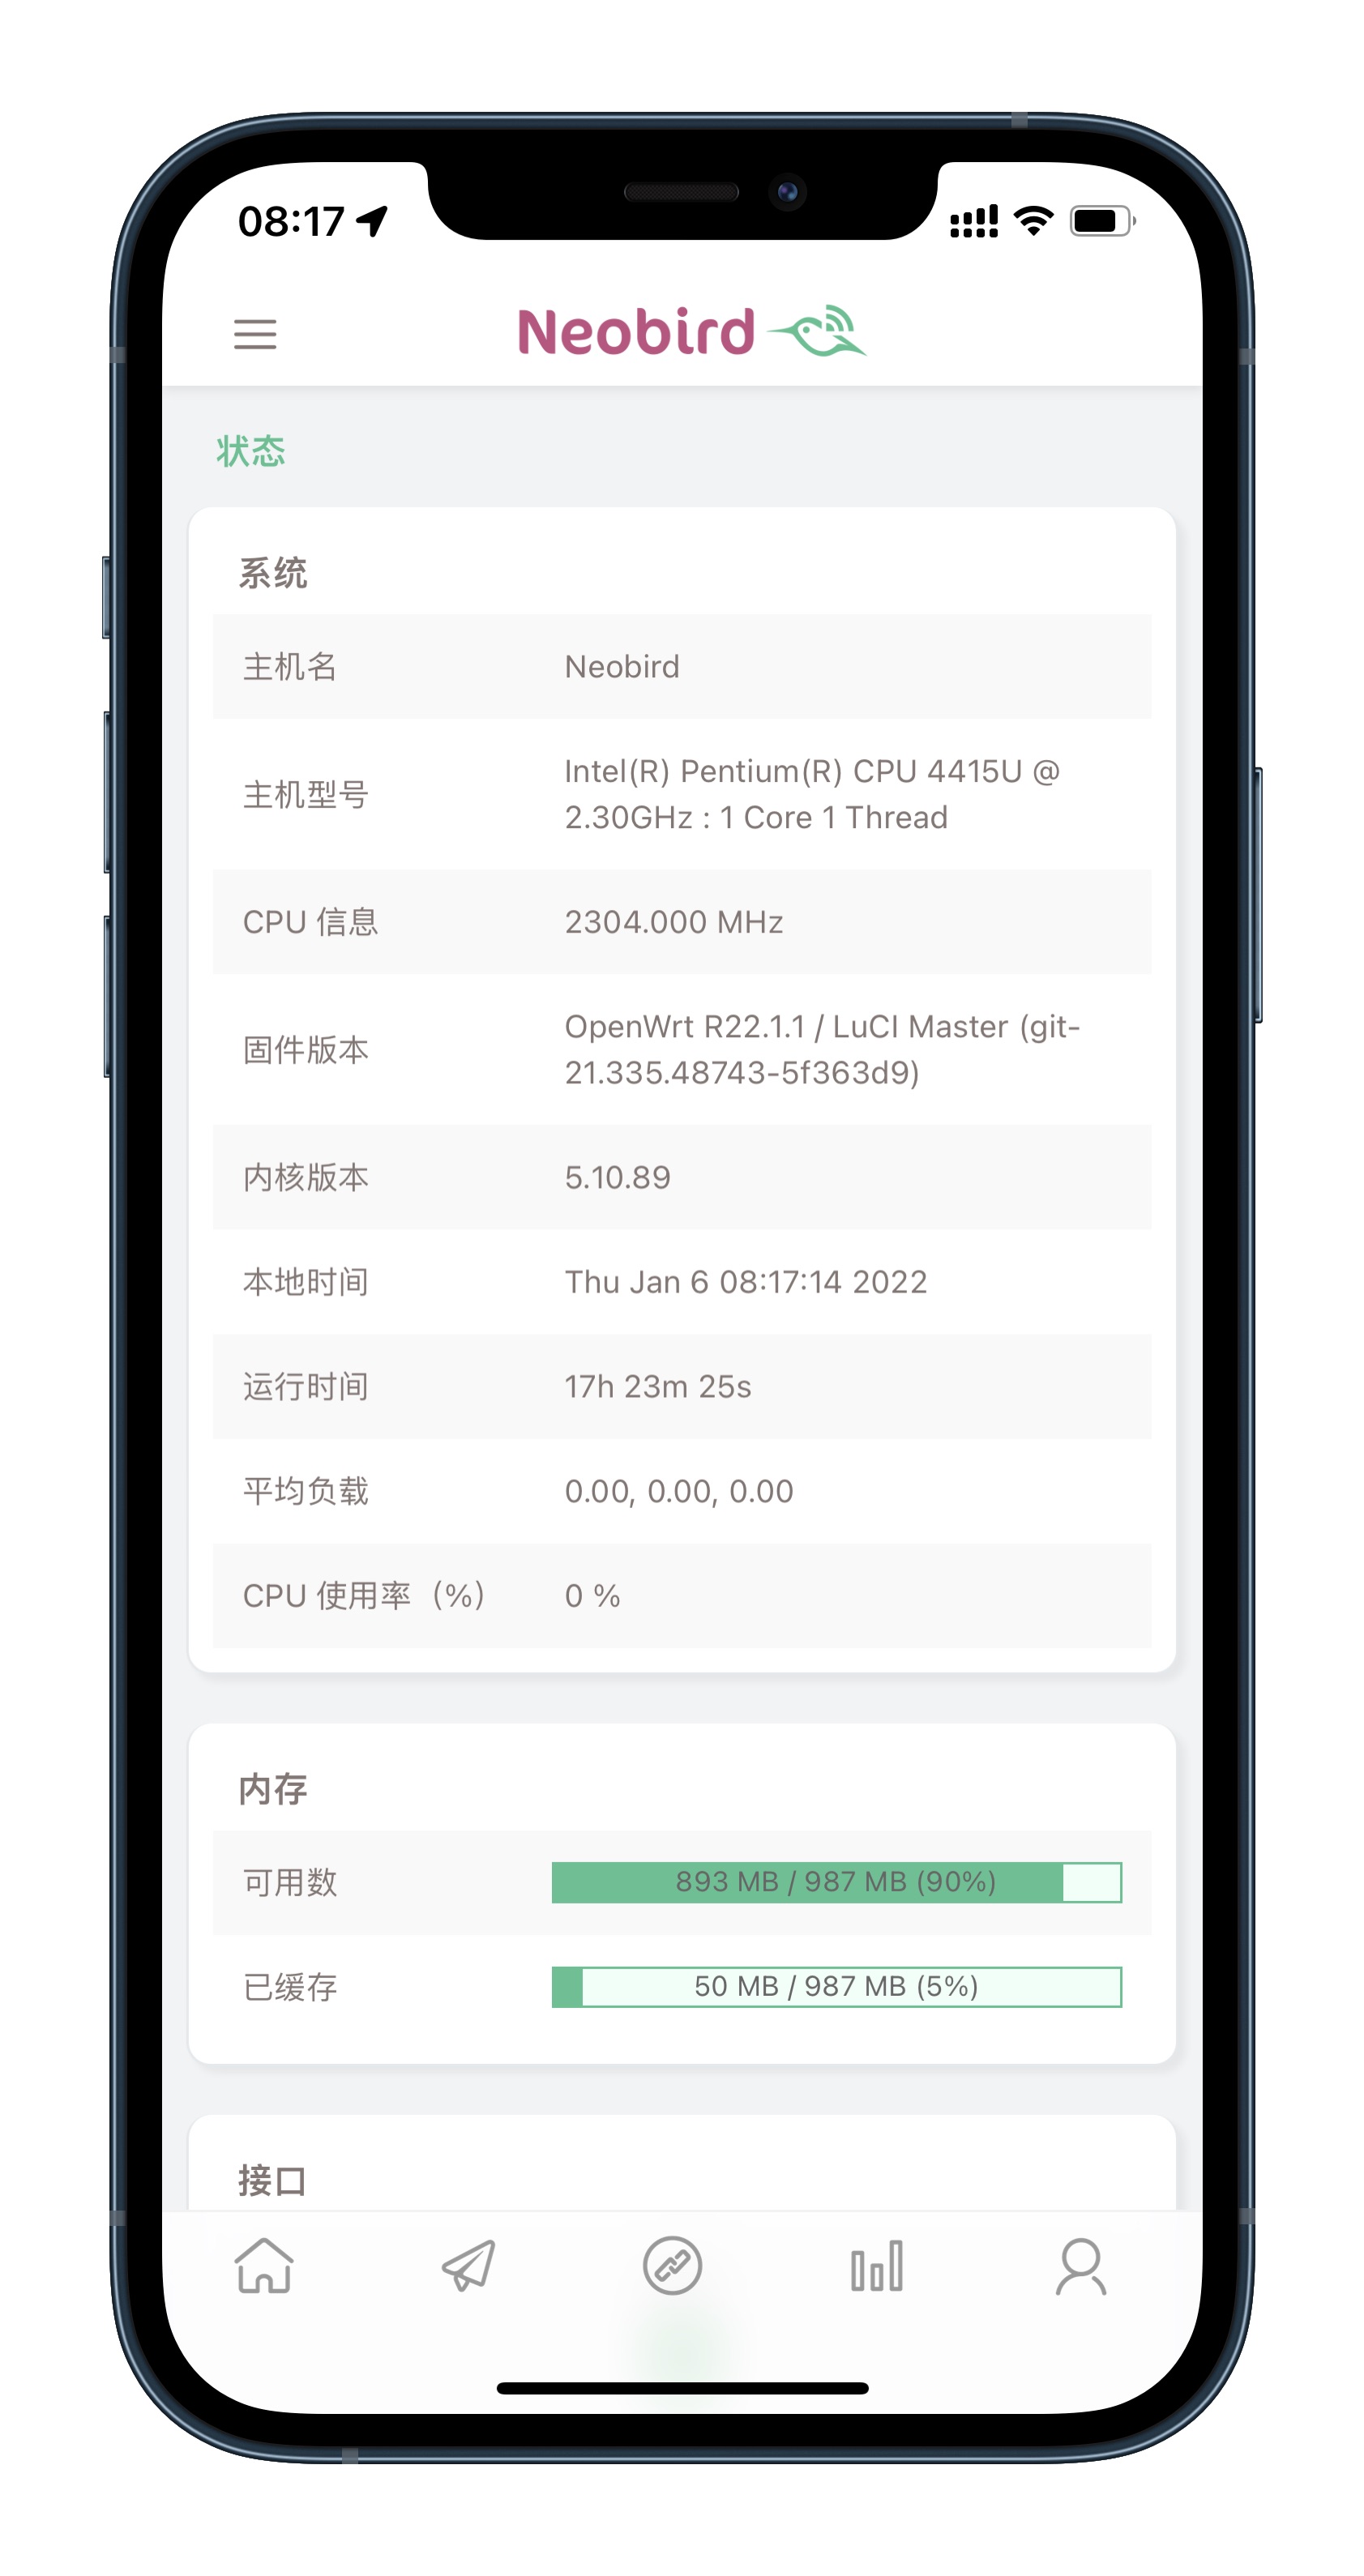 08:17
Neobird
状态
系统
主机名
Neobird
主机型号
Intel(R) Pentium(R) CPU 4415U @
2.30GHz : 1 Core 1 Thread
CPU 信息
2304.000 MHz
固件版本
OpenWrt R22.1.1 / LuCI Master (git-
21.335.48743-5f363d9)
内核版本
5.10.89
本地时间
Thu Jan 6 08:17:14 2022
运行时间
17h 23m 25s
平均负载
0.00, 0.00, 0.00
CPU 使用率（%）
0 %
内存
可用数
893 MB / 987 MB (90%)
已缓存
50 MB / 987 MB (5%)
接口